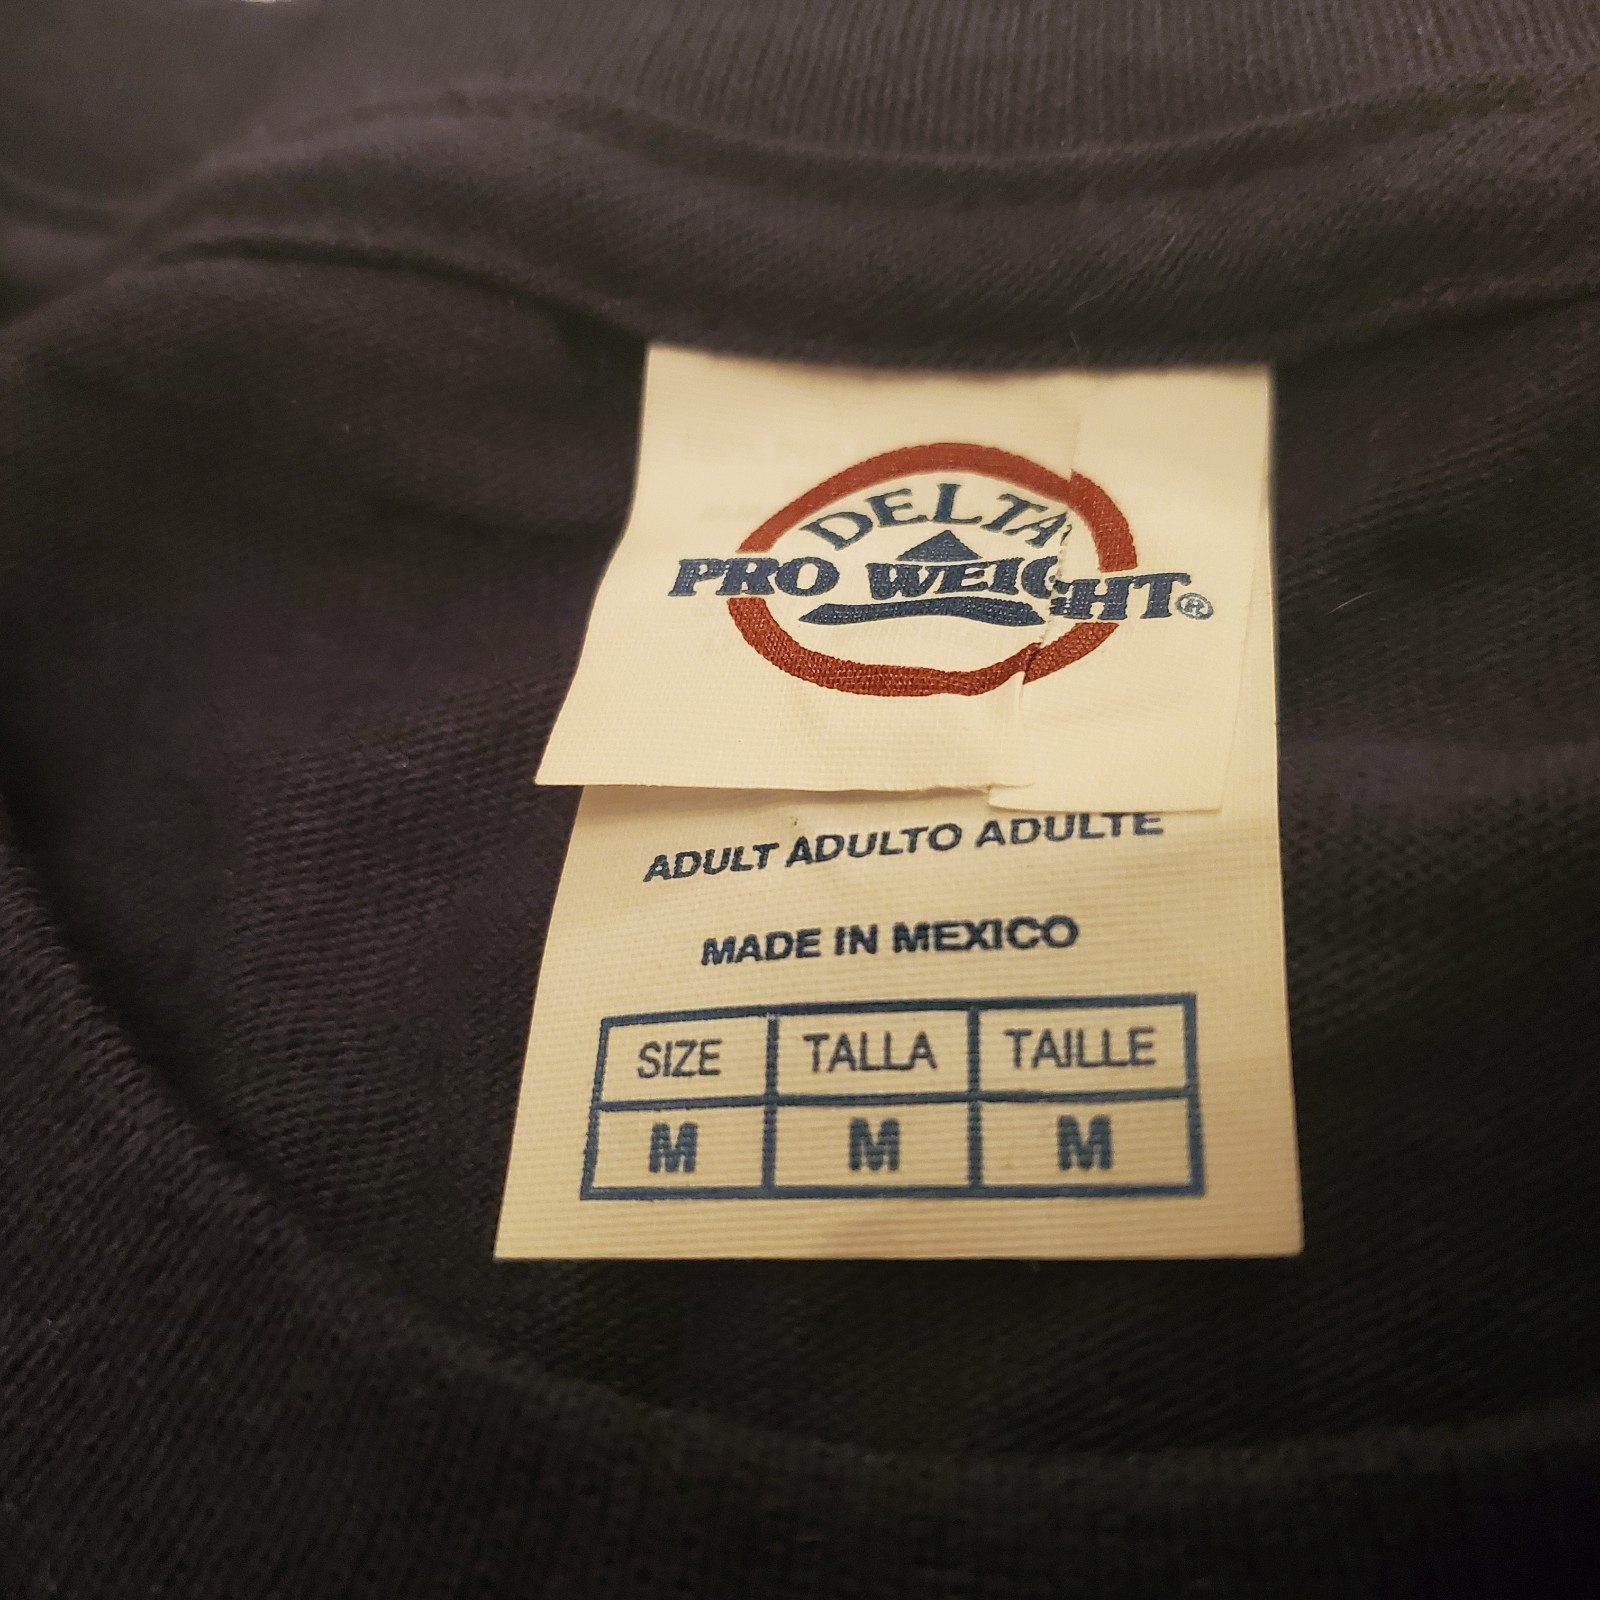 DELTA
PRO WEIGHT®
ADULT ADULTO ADULTE
MADE IN MEXICO
SIZE TALLA TAILLE
M M M